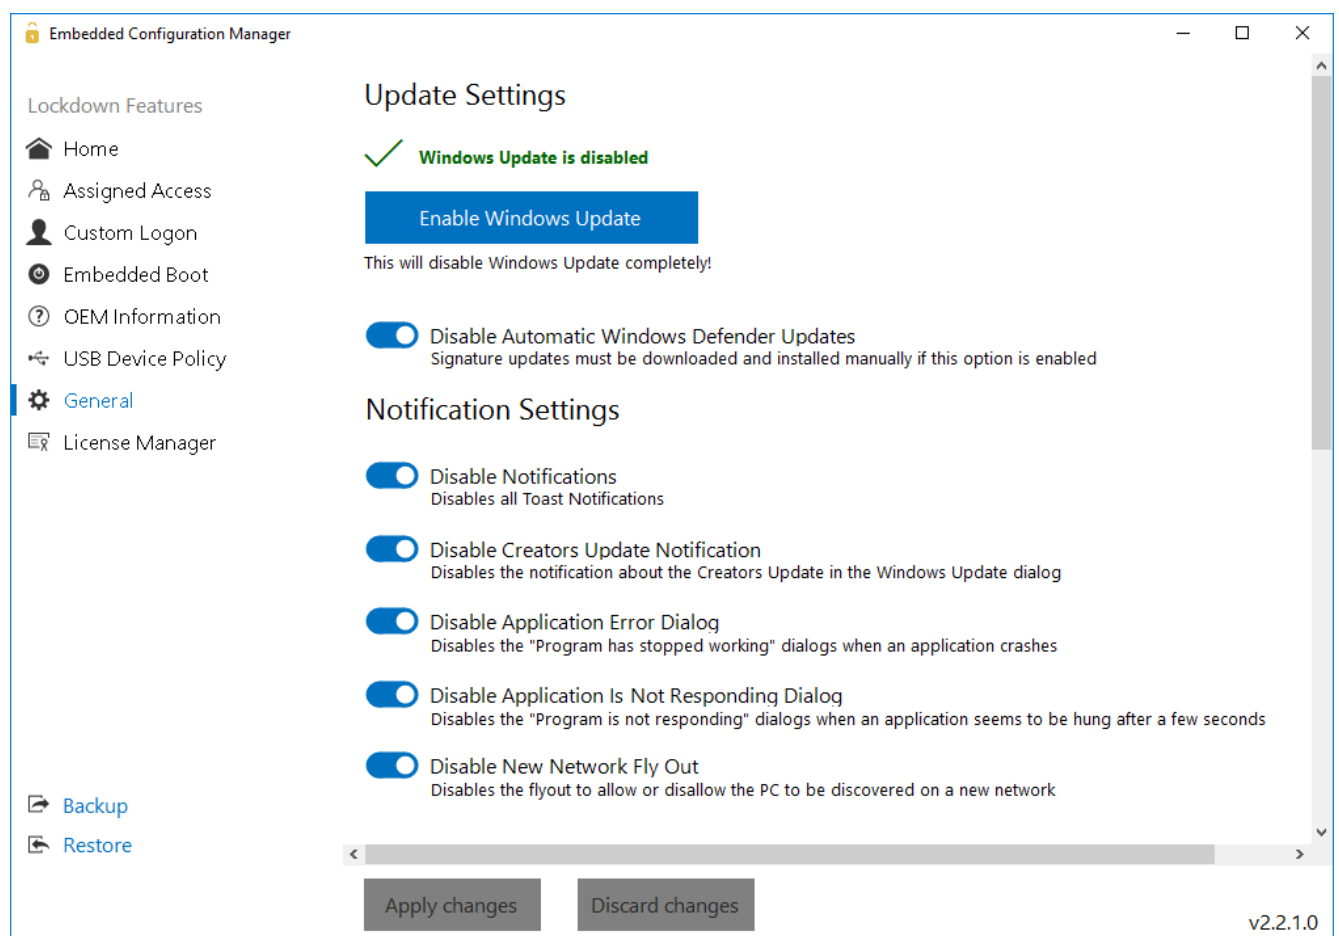 Embedded Configuration Manager
Lockdown Features
Home
Assigned Access
Custom Logon
Embedded Boot
OEM Information
USB Device Policy
General
License Manager
Backup
Restore
Update Settings
Windows Update is disabled
Enable Windows Update
This will disable Windows Update completely!
Disable Automatic Windows Defender Updates
Signature updates must be downloaded and installed manually if this option is enabled
Notification Settings
Disable Notifications
Disables all Toast Notifications
Disable Creators Update Notification
Disables the notification about the Creators Update in the Windows Update dialog
Disable Application Error Dialog
Disables the "Program has stopped working" dialogs when an application crashes
Disable Application Is Not Responding Dialog
Disables the "Program is not responding" dialogs when an application seems to be hung after a few seconds
Disable New Network Fly Out
Disables the flyout to allow or disallow the PC to be discovered on a new network
Apply changes
Discard changes
v2.2.1.0